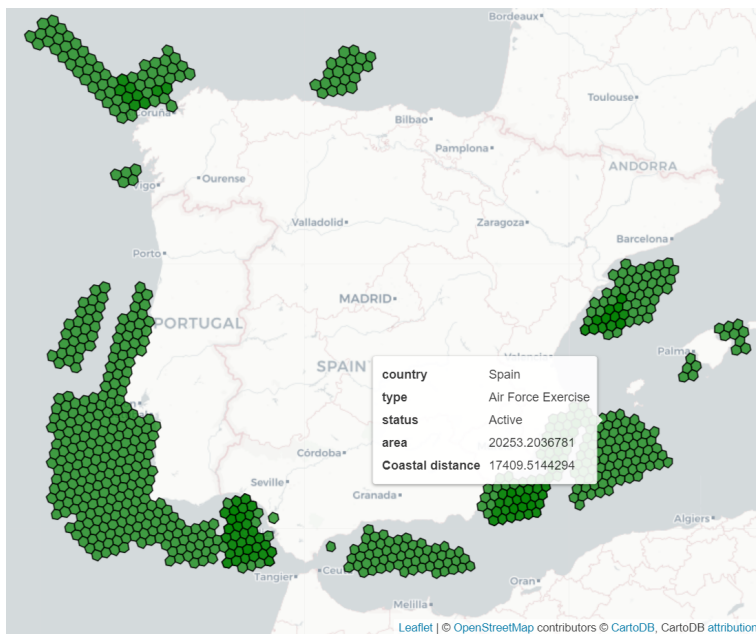 Bordeaux
Toulouse
Coruña
Bilbao
Pamplona
ANDORRA
Ourense
Vigo
Valladolid
Zaragoza
Barcelona
Porto
MADRID
PORTUGAL
Palma
SPAIN
country Spain
type Air Force Exercise
status Active
area 20253.2036781
Coastal distance 17409.5144294
Córdoba
Seville
Granada
Algiers
Tangier
Ceu
Oran
Melilla
Leaflet | © OpenStreetMap contributors © CartoDB, CartoDB attribution